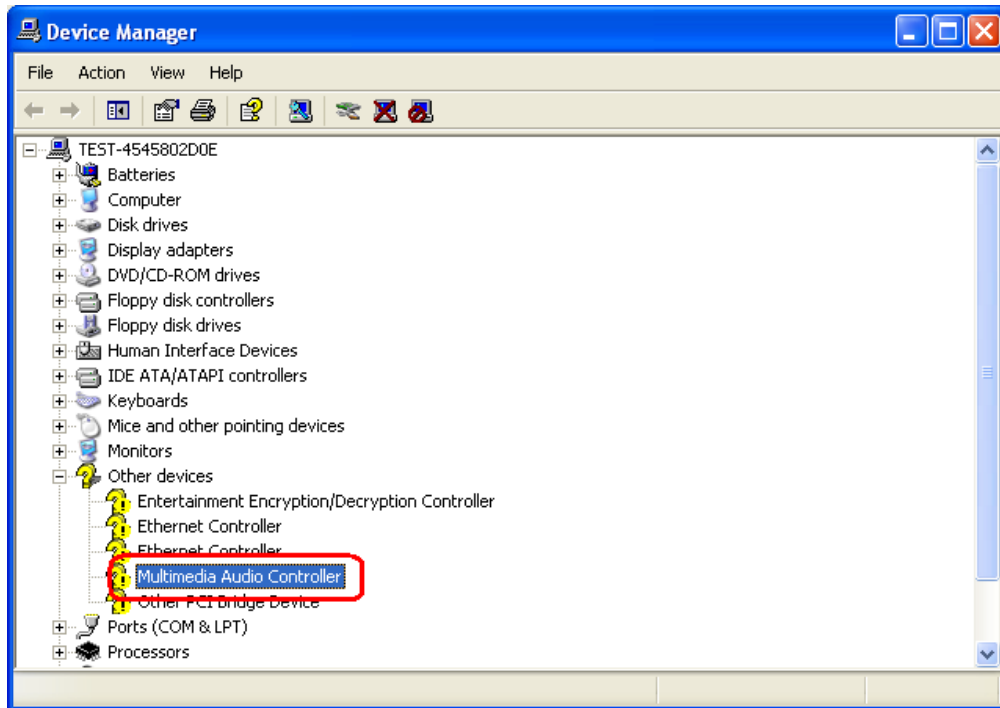 Device Manager
File Action View Help
TEST-4545802D0E
Batteries
Computer
Disk drives
Display adapters
DVD/CD-ROM drives
Floppy disk controllers
Floppy disk drives
Human Interface Devices
IDE ATA/ATAPI controllers
Keyboards
Mice and other pointing devices
Monitors
Other devices
Entertainment Encryption/Decryption Controller
Ethernet Controller
Ethernet Controller
Multimedia Audio Controller
Other PCI Bridge Device
Ports (COM & LPT)
Processors